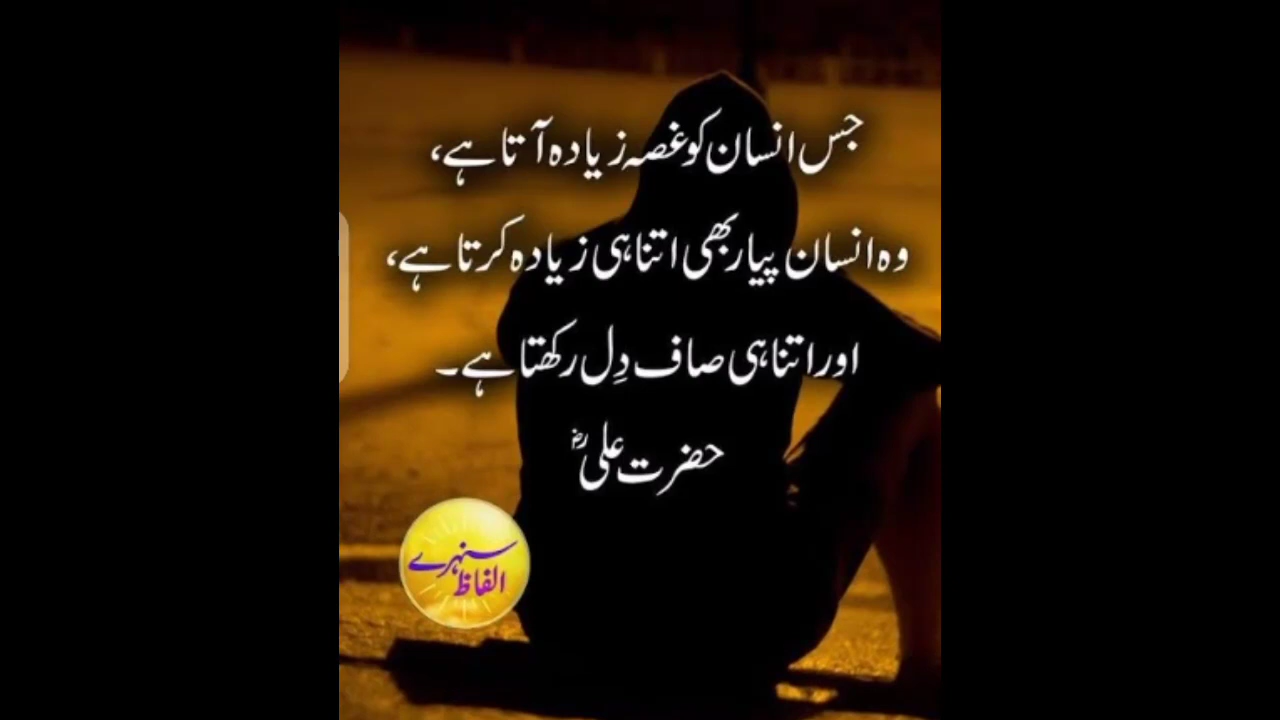 جس انسان کو غصہ زیادہ آتا ہے،
وہ انسان پیار بھی اتنا ہی زیادہ کرتا ہے،
اور اتنا ہی صاف دِل رکھتا ہے۔
حضرت علیؓ
سنہرے
الفاظ